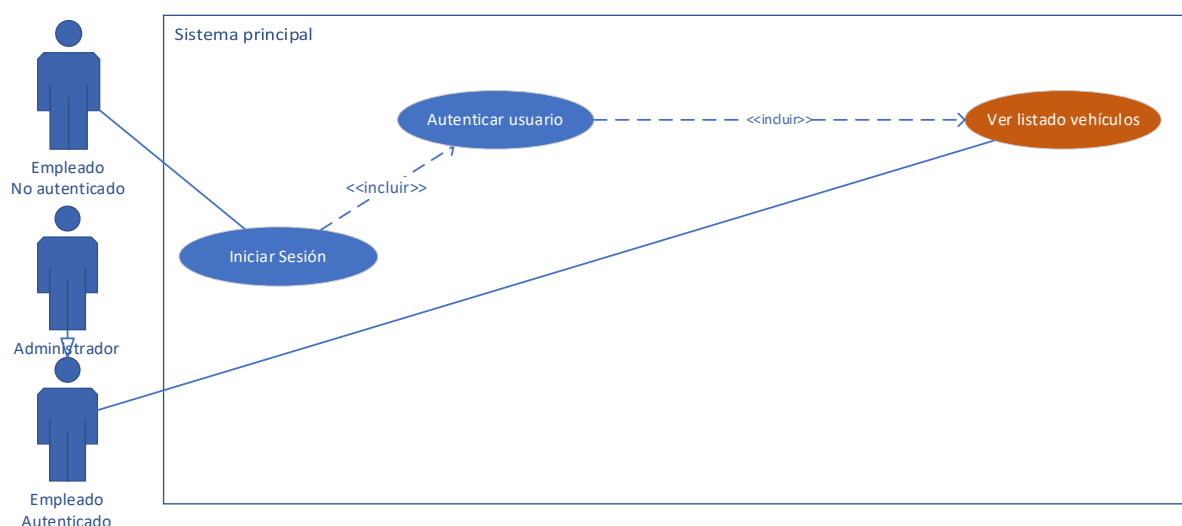 Sistema principal
Autenticar usuario
<<incluir>>
Ver listado vehículos
Empleado
No autenticado
<<incluir>>
Iniciar Sesión
Administrador
Empleado
Autenticado